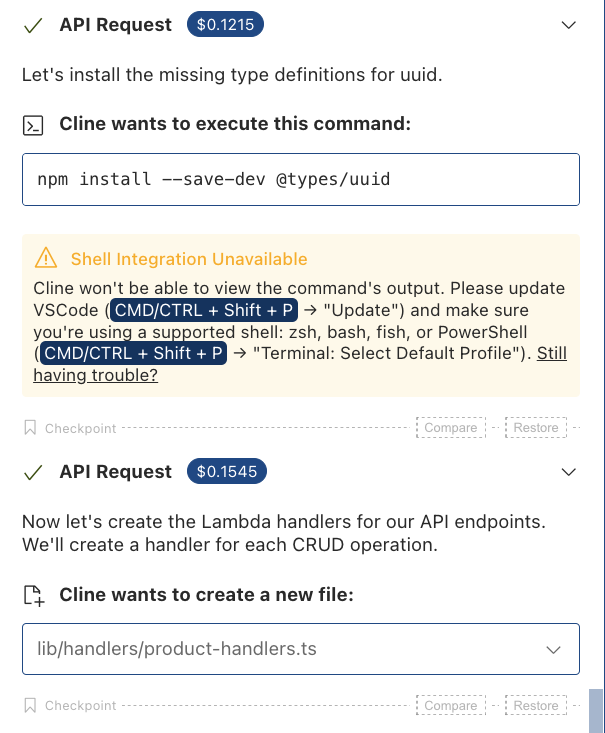 API Request $0.1215
Let's install the missing type definitions for uuid.
Cline wants to execute this command:
npm install --save-dev @types/uuid
Shell Integration Unavailable
Cline won't be able to view the command's output. Please update
VSCode (CMD/CTRL + Shift + P → "Update") and make sure
you're using a supported shell: zsh, bash, fish, or PowerShell
(CMD/CTRL + Shift + P → "Terminal: Select Default Profile"). Still
having trouble?
Checkpoint Compare Restore
API Request $0.1545
Now let's create the Lambda handlers for our API endpoints.
We'll create a handler for each CRUD operation.
Cline wants to create a new file:
lib/handlers/product-handlers.ts
Checkpoint Compare Restore